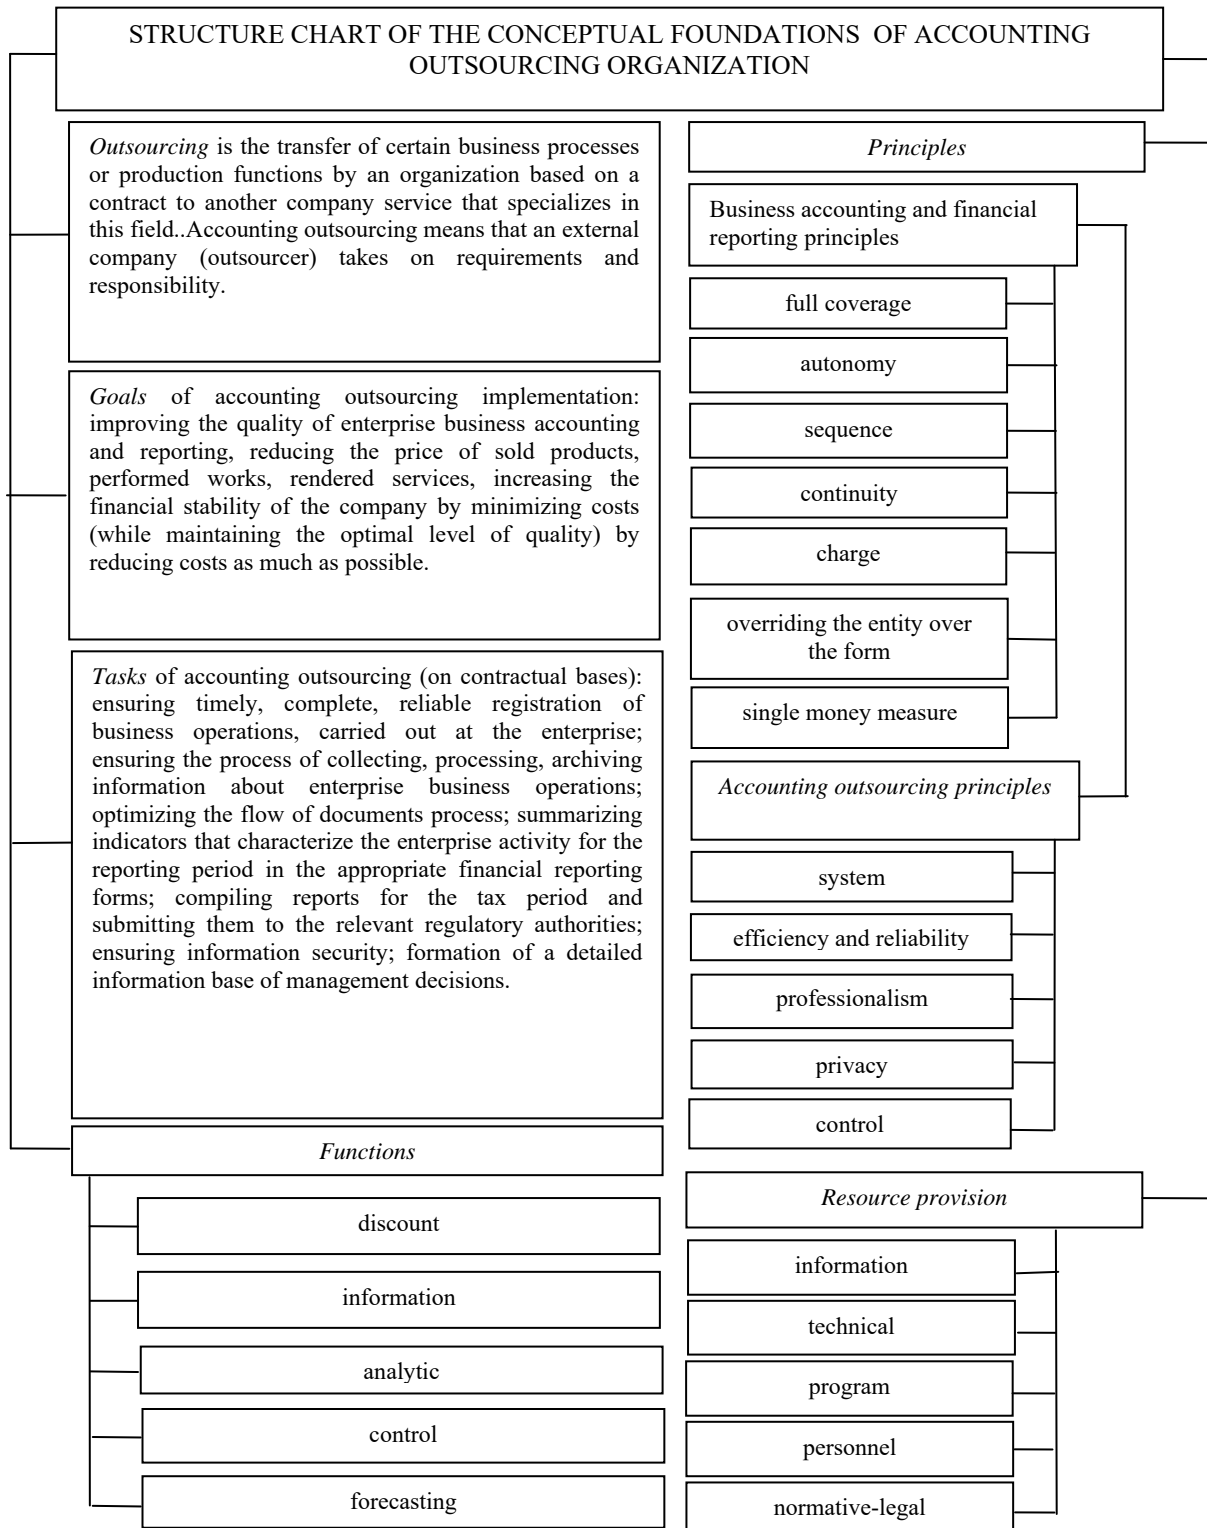 STRUCTURE CHART OF THE CONCEPTUAL FOUNDATIONS OF ACCOUNTING
OUTSOURCING ORGANIZATION
Outsourcing is the transfer of certain business processes
or production functions by an organization based on a
contract to another company service that specializes in
this field..Accounting outsourcing means that an external
company (outsourcer) takes on requirements and
responsibility.
Goals of accounting outsourcing implementation:
improving the quality of enterprise business accounting
and reporting, reducing the price of sold products,
performed works, rendered services, increasing the
financial stability of the company by minimizing costs
(while maintaining the optimal level of quality) by
reducing costs as much as possible.
Tasks of accounting outsourcing (on contractual bases):
ensuring timely, complete, reliable registration of
business operations, carried out at the enterprise;
ensuring the process of collecting, processing, archiving
information about enterprise business operations;
optimizing the flow of documents process; summarizing
indicators that characterize the enterprise activity for the
reporting period in the appropriate financial reporting
forms; compiling reports for the tax period and
submitting them to the relevant regulatory authorities;
ensuring information security; formation of a detailed
information base of management decisions.
Functions
discount
information
analytic
control
forecasting
Principles
Business accounting and financial
reporting principles
full coverage
autonomy
sequence
continuity
charge
overriding the entity over
the form
single money measure
Accounting outsourcing principles
system
efficiency and reliability
professionalism
privacy
control
Resource provision
information
technical
program
personnel
normative-legal